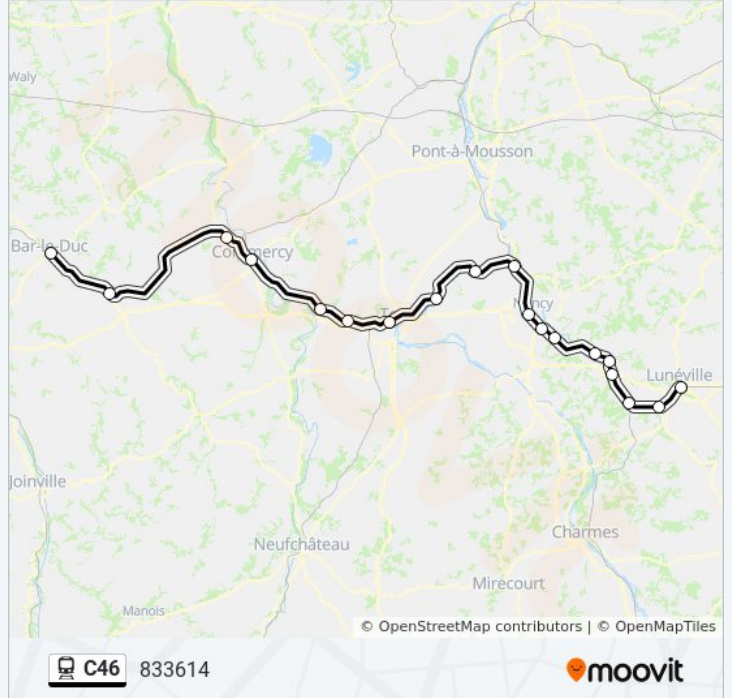 Waly
Pont-à-Mousson
Bar-le-Duc
Commercy
Nancy
Lunéville
Joinville
Charmes
Neufchâteau
Mirecourt
Manois
© OpenStreetMap contributors | © OpenMapTiles
C46 833614
moovit